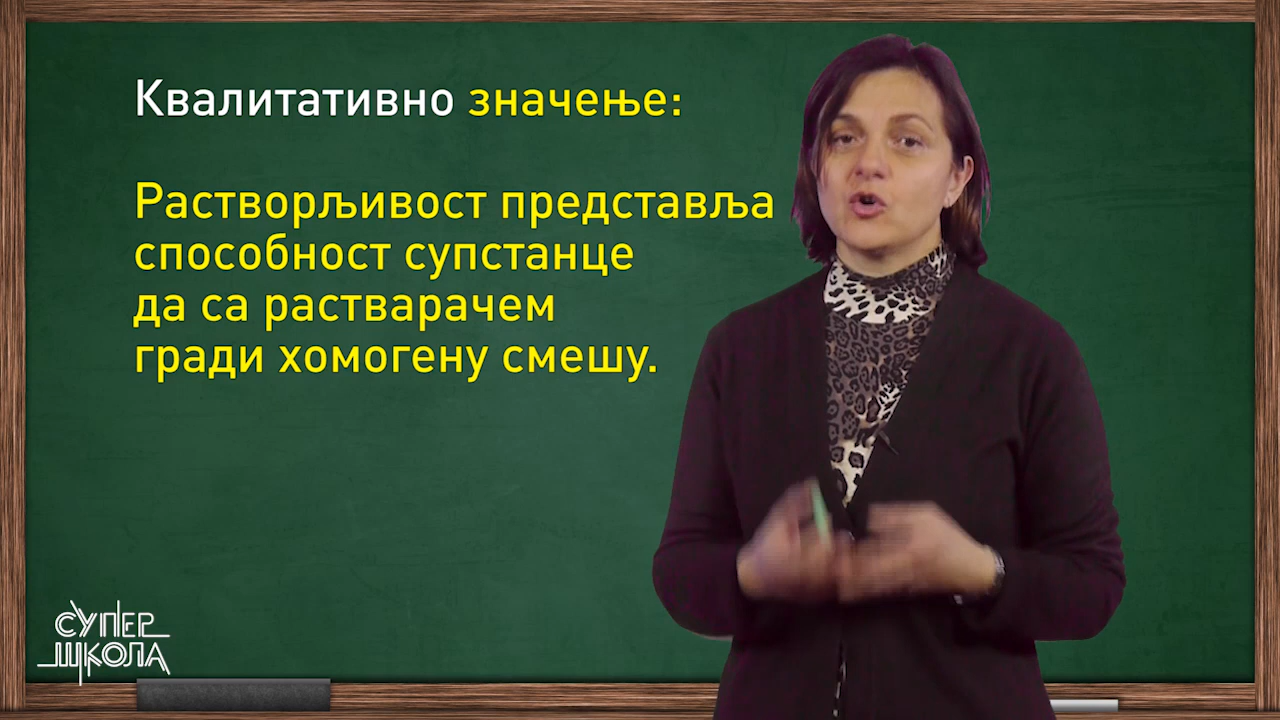 Квалитативно значење:
Растворљивост представља
способност супстанце
да са растварачем
гради хомогену смешу.
СУПЕР
ШКОЛА